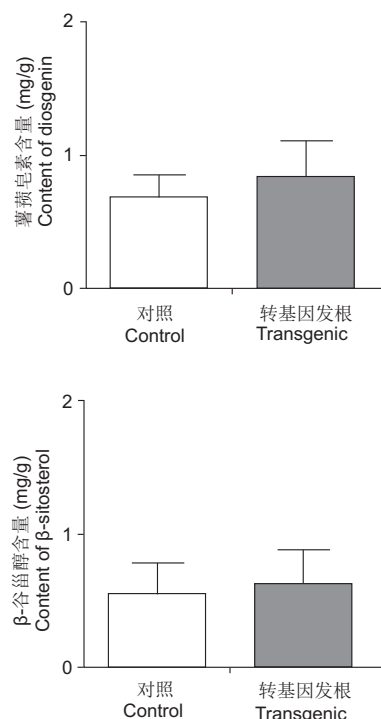 薯蓣皂素含量 (mg/g)
Content of diosgenin
2
1
0
对照
Control
转基因发根
Transgenic
β-谷甾醇含量 (mg/g)
Content of β-sitosterol
2
1
0
对照
Control
转基因发根
Transgenic